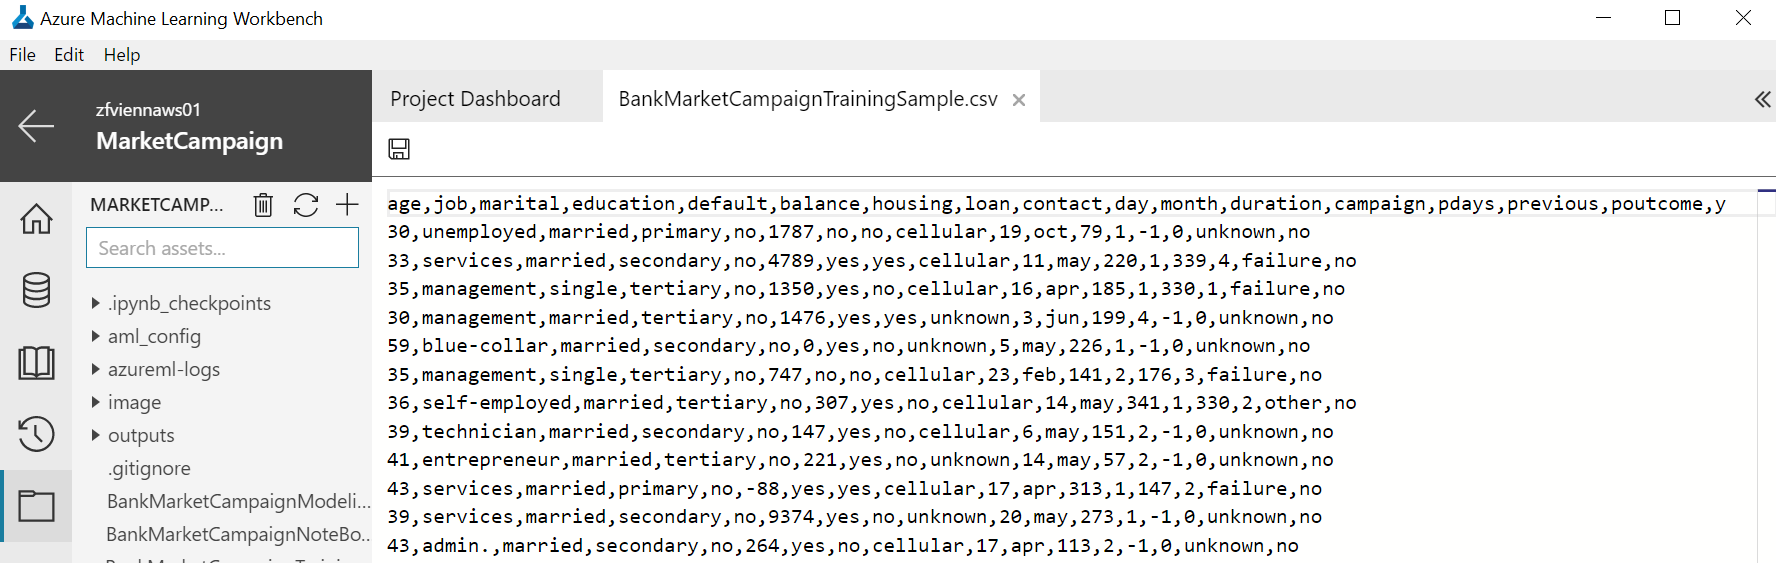 Azure Machine Learning Workbench
File Edit Help
zfviennaws01
MarketCampaign
Project Dashboard
BankMarketCampaignTrainingSample.csv
MARKETCAMP...
Search assets...
.ipynb_checkpoints
aml_config
azureml-logs
image
outputs
.gitignore
BankMarketCampaignModeli...
BankMarketCampaignNoteBo...
age,job,marital,education,default,balance,housing,loan,contact,day,month,duration,campaign,pdays,previous,poutcome,y
30,unemployed,married,primary,no,1787,no,no,cellular,19,oct,79,1,-1,0,unknown,no
33,services,married,secondary,no,4789,yes,yes,cellular,11,may,220,1,339,4,failure,no
35,management,single,tertiary,no,1350,yes,no,cellular,16,apr,185,1,330,1,failure,no
30,management,married,tertiary,no,1476,yes,yes,unknown,3,jun,199,4,-1,0,unknown,no
59,blue-collar,married,secondary,no,0,yes,no,unknown,5,may,226,1,-1,0,unknown,no
35,management,single,tertiary,no,747,no,no,cellular,23,feb,141,2,176,3,failure,no
36,self-employed,married,tertiary,no,307,yes,no,cellular,14,may,341,1,330,2,other,no
39,technician,married,secondary,no,147,yes,no,cellular,6,may,151,2,-1,0,unknown,no
41,entrepreneur,married,tertiary,no,221,yes,no,unknown,14,may,57,2,-1,0,unknown,no
43,services,married,primary,no,-88,yes,yes,cellular,17,apr,313,1,147,2,failure,no
39,services,married,secondary,no,9374,yes,no,unknown,20,may,273,1,-1,0,unknown,no
43,admin.,married,secondary,no,264,yes,no,cellular,17,apr,113,2,-1,0,unknown,no